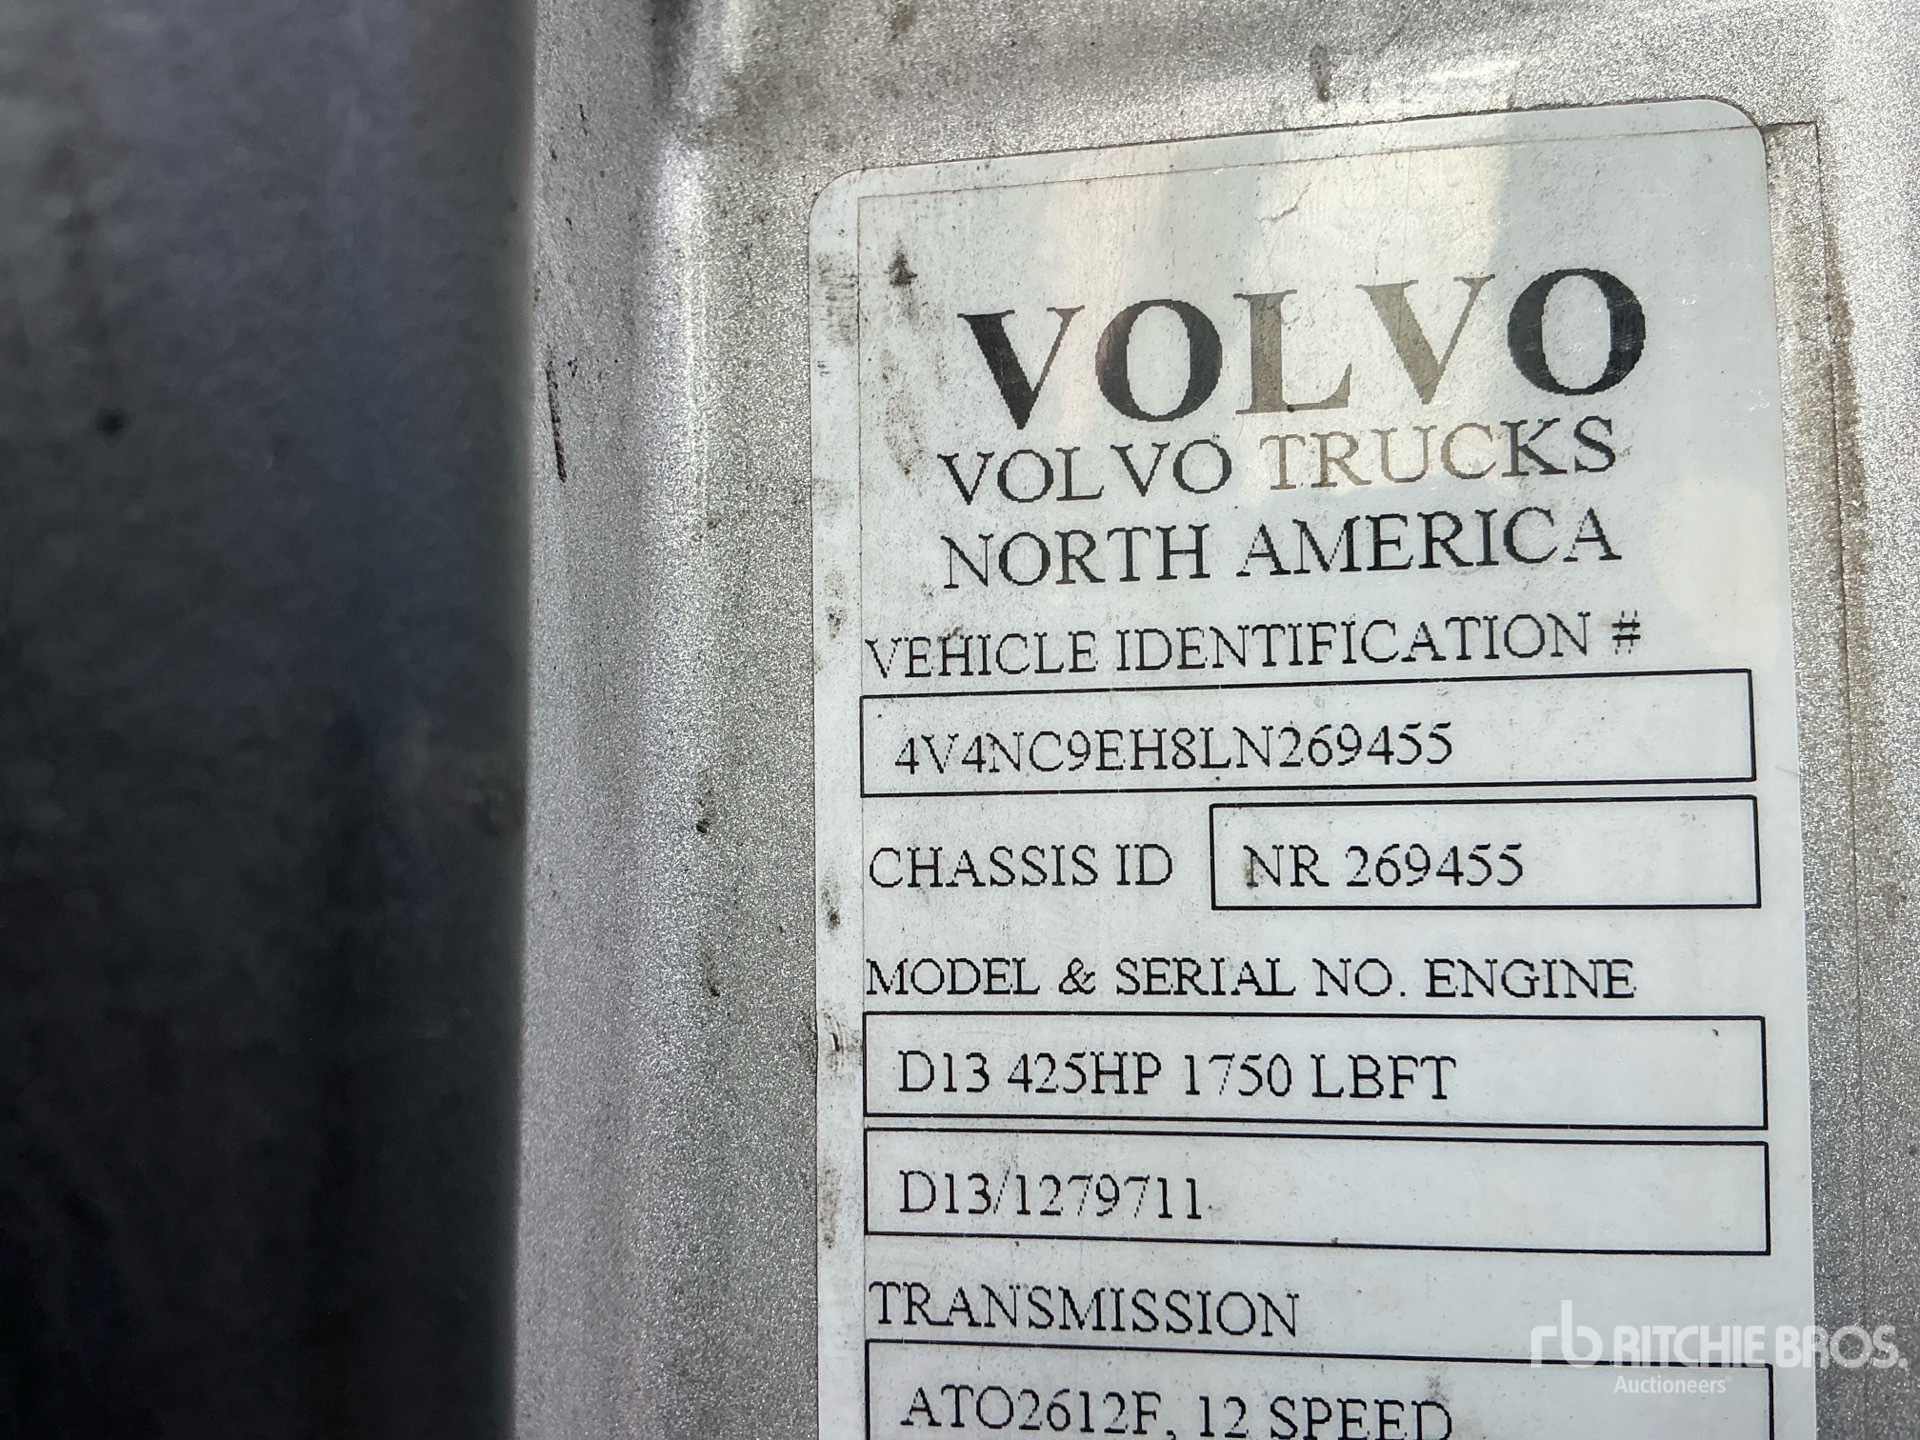 VOLVO
VOLVO TRUCKS
NORTH AMERICA
VEHICLE IDENTIFICATION #
4V4NC9EH8LN269455
CHASSIS ID NR 269455
MODEL & SERIAL NO. ENGINE
D13 425HP 1750 LBFT
D13/1279711
TRANSMISSION
ATO2612F, 12 SPEED
rb RITCHIE BROS.
Auctioneers